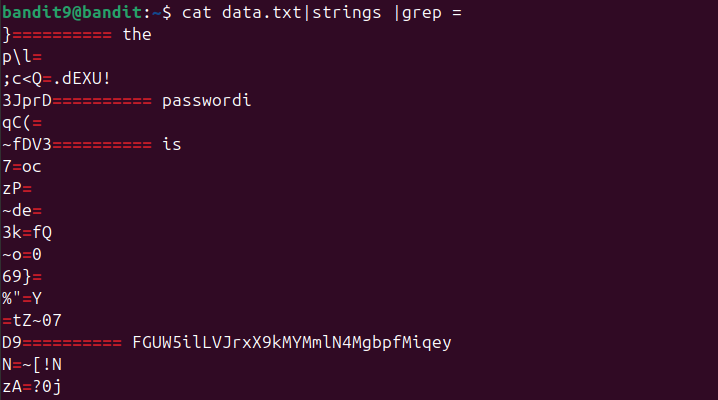 bandit9@bandit:~$ cat data.txt|strings |grep =
}========== the
p\l=
;c<Q=.dEXU!
3JprD========== passwordi
qC(=
~fDV3========== is
7=oc
zP=
~de=
3k=fQ
~o=0
69}=
%"=Y
=tZ~07
D9========== FGUW5ilLVJrxX9kMYMmlN4MgbpfMiqey
N=~[!N
zA=?0j